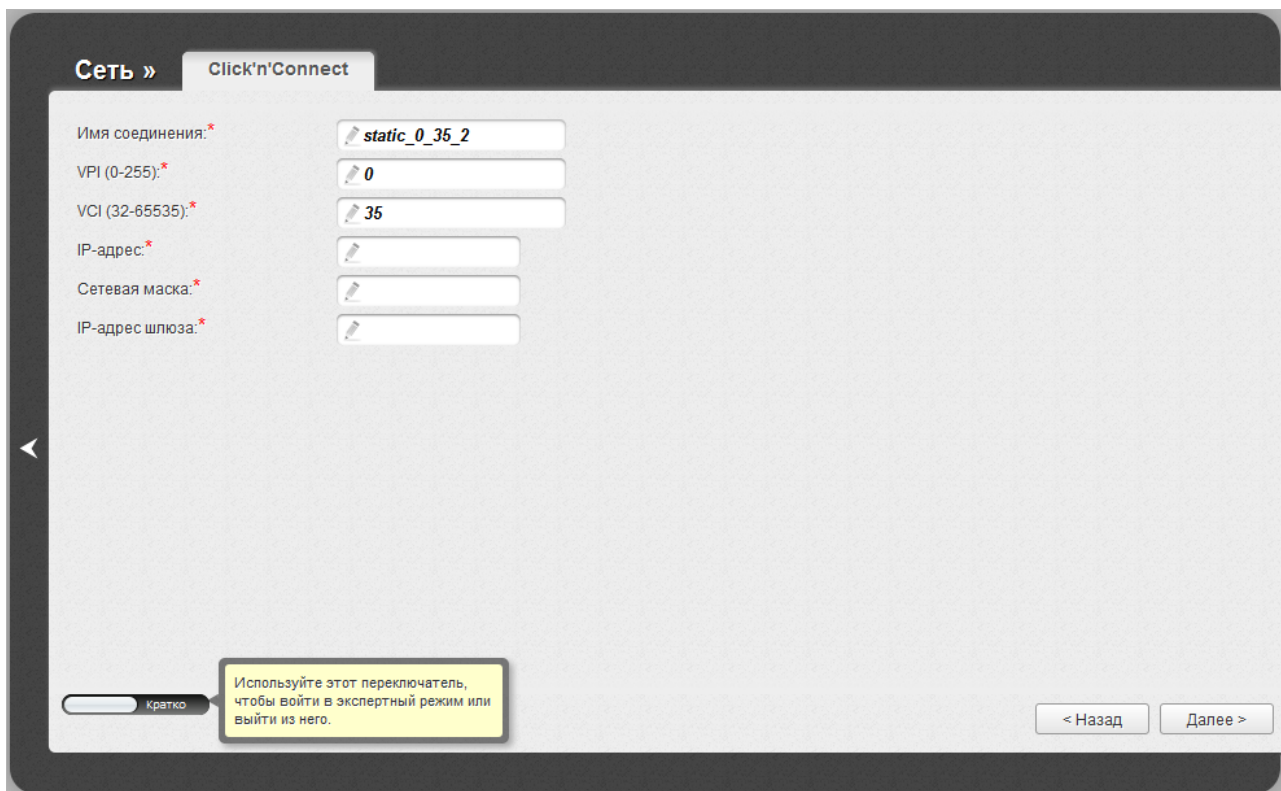 Сеть »
Click'n'Connect
Имя соединения:* static_0_35_2
VPI (0-255):* 0
VCI (32-65535):* 35
IP-адрес:*
Сетевая маска:*
IP-адрес шлюза:*
Кратко
Используйте этот переключатель,
чтобы войти в экспертный режим или
выйти из него.
< Назад
Далее >